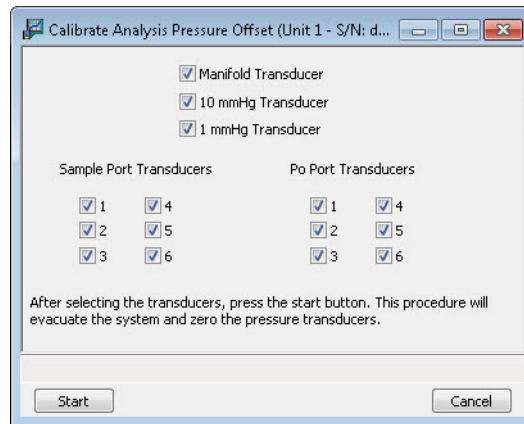 Calibrate Analysis Pressure Offset (Unit 1 - S/N: d...
Manifold Transducer
10 mmHg Transducer
1 mmHg Transducer
Sample Port Transducers
Po Port Transducers
1 4
2 5
3 6
1 4
2 5
3 6
After selecting the transducers, press the start button. This procedure will
evacuate the system and zero the pressure transducers.
Start
Cancel